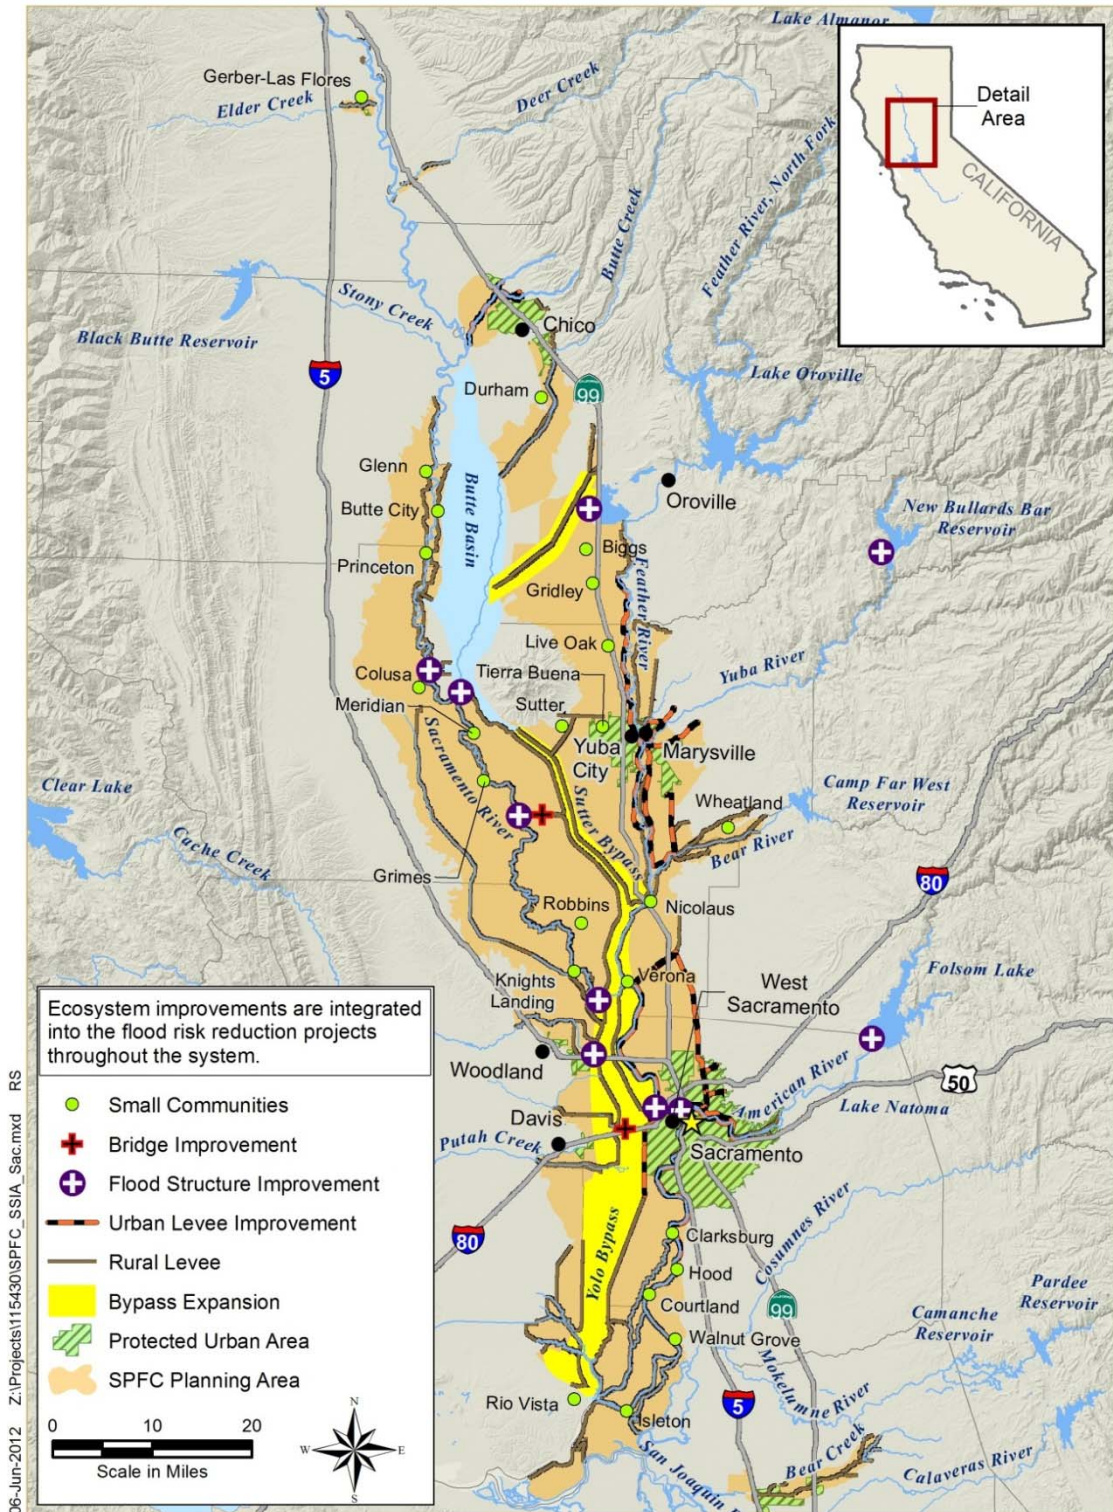 Lake Almanor
Gerber-Las Flores
Elder Creek
Deer Creek
Detail
Area
CALIFORNIA
Feather River, North Fork
Butte Creek
Stony Creek
Black Butte Reservoir
Chico
5
Lake Oroville
99
Durham
Glenn
Butte Basin
Oroville
Butte City
New Bullards Bar
Reservoir
Princeton
Biggs
Gridley
Feather River
Live Oak
Yuba River
Colusa
Tierra Buena
Meridian
Sutter
Sacramento River
Yuba
City
Marysville
Clear Lake
Camp Far West
Reservoir
Sutter Bypass
Wheatland
Cache Creek
Bear River
Grimes
80
Robbins
Nicolaus
Knights
Landing
Verona
West
Sacramento
Folsom Lake
Woodland
American River
50
Lake Natoma
Davis
Putah Creek
Sacramento
Clarksburg
Cosumnes River
80
Yolo Bypass
Hood
Pardee
Reservoir
Courtland
99
Camanche
Reservoir
Walnut Grove
Mokelumne River
Rio Vista
5
Isleton
San Joaquin
Bear Creek
Calaveras River
Ecosystem improvements are integrated
into the flood risk reduction projects
throughout the system.
Small Communities
Bridge Improvement
Flood Structure Improvement
Urban Levee Improvement
Rural Levee
Bypass Expansion
Protected Urban Area
SPFC Planning Area
0 10 20
Scale in Miles
N
W E
S
06-Jun-2012 Z:\Projects\115430\SPFC_SSIA_Sac.mxd RS